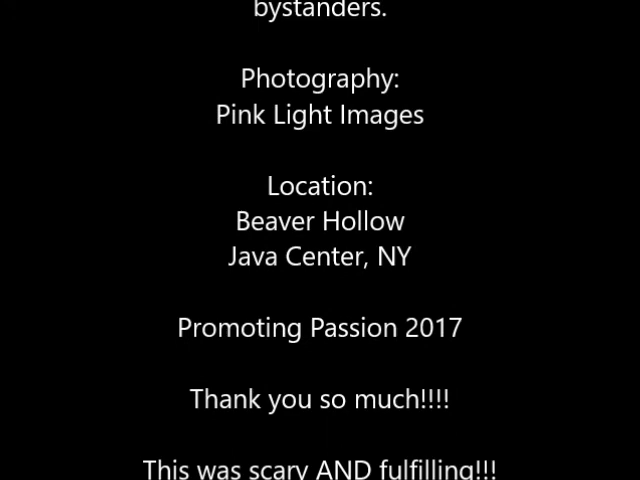 bystanders.
Photography:
Pink Light Images
Location:
Beaver Hollow
Java Center, NY
Promoting Passion 2017
Thank you so much!!!!
This was scary AND fulfilling!!!